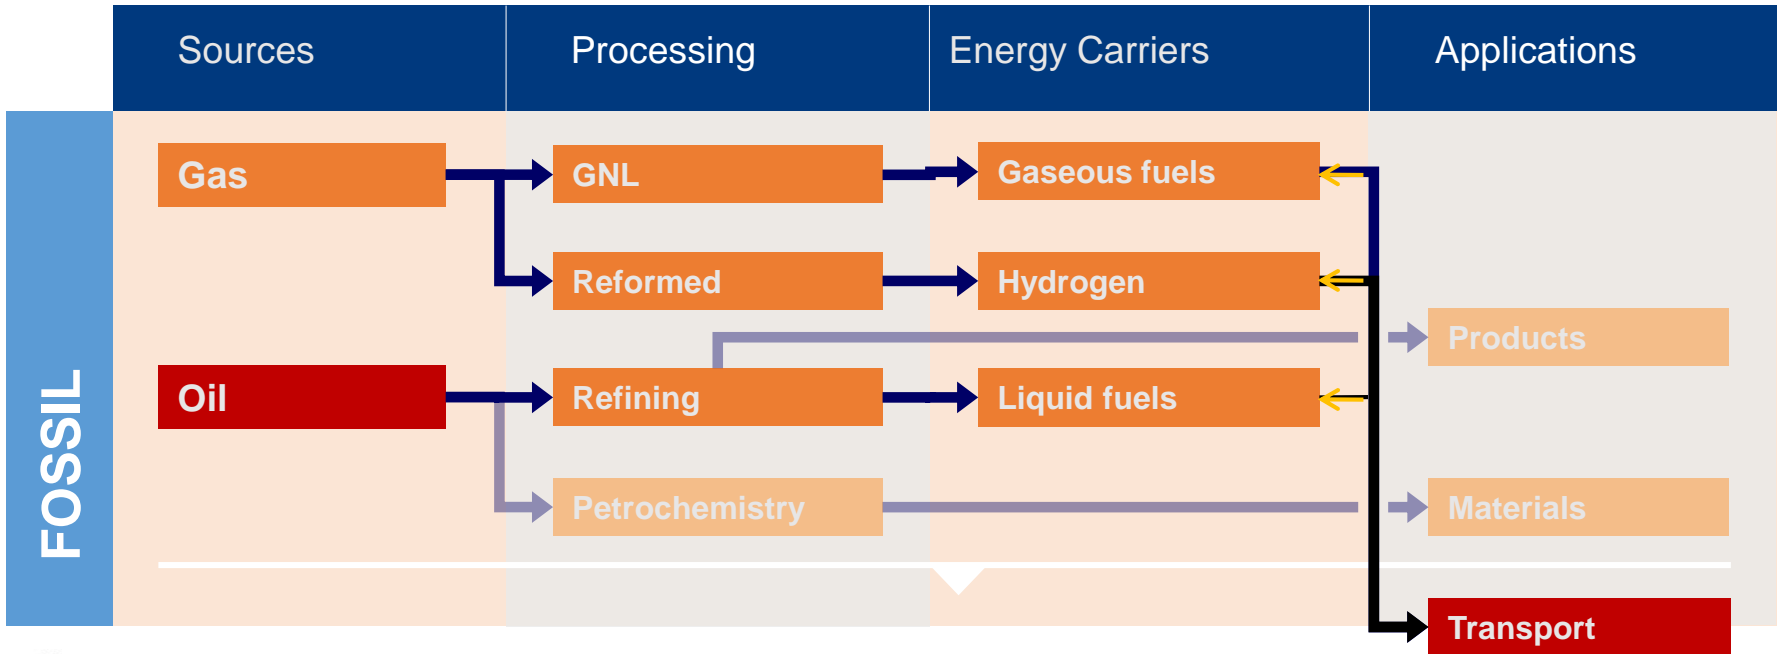 Sources
Processing
Energy Carriers
Applications
FOSSIL
Gas
GNL
Gaseous fuels
Reformed
Hydrogen
Products
Oil
Refining
Liquid fuels
Petrochemistry
Materials
Transport